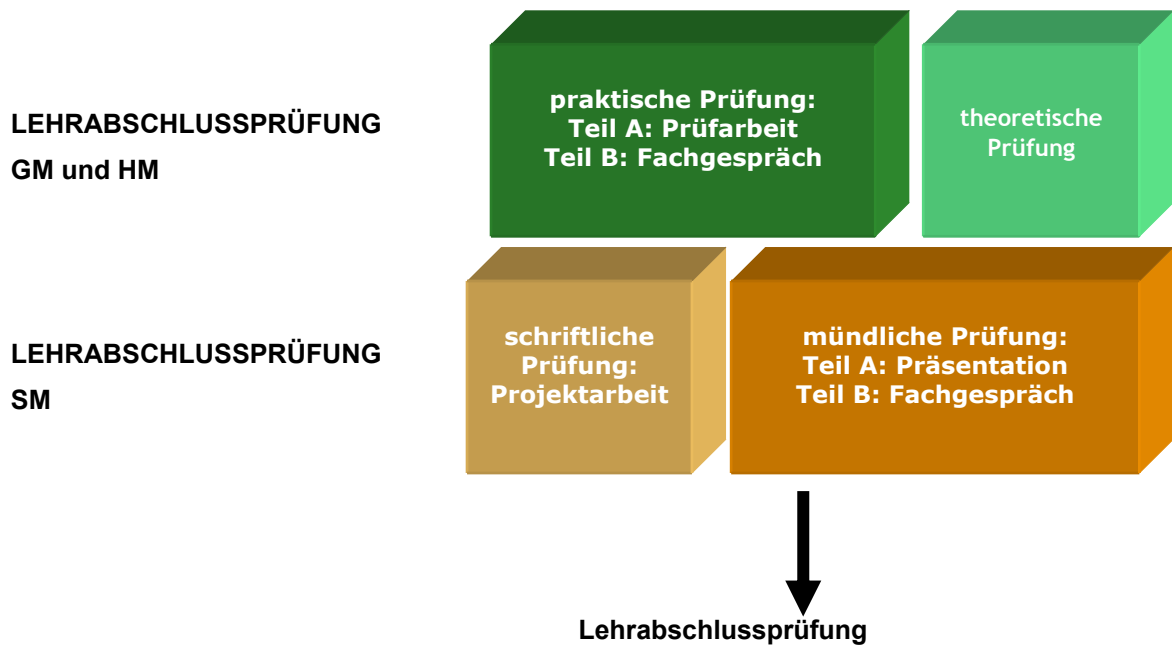 LEHRABSCHLUSSPRÜFUNG
GM und HM
praktische Prüfung:
Teil A: Prüfarbeit
Teil B: Fachgespräch
theoretische
Prüfung
LEHRABSCHLUSSPRÜFUNG
SM
schriftliche
Prüfung:
Projektarbeit
mündliche Prüfung:
Teil A: Präsentation
Teil B: Fachgespräch
Lehrabschlussprüfung